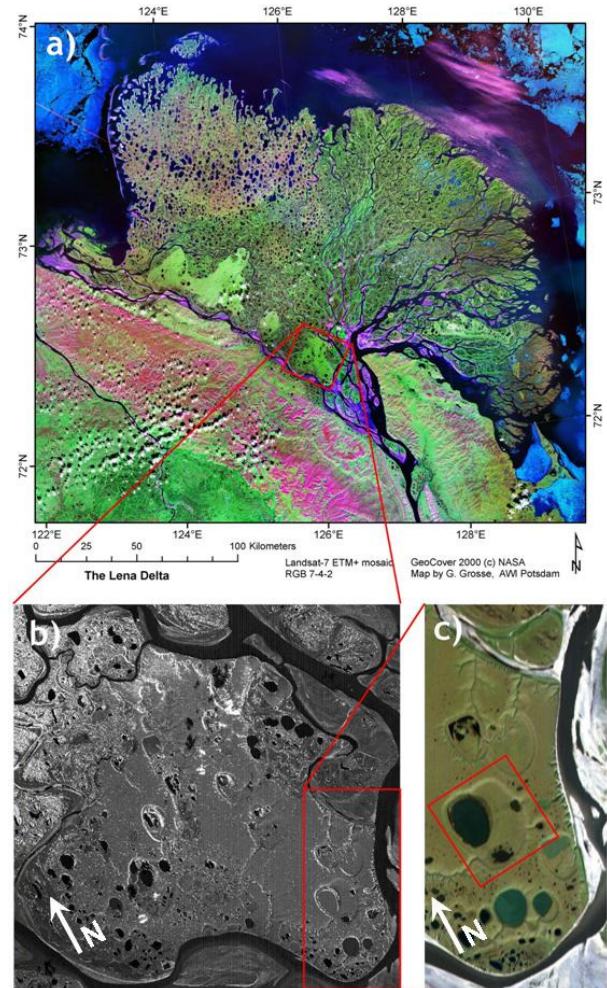 124°E 126°E 128°E 130°E
74°N
a)
73°N
73°N
72°N
72°N
122°E 124°E 126°E 128°E
0 25 50 100 Kilometers
Landsat-7 ETM+ mosaic GeoCover 2000 (c) NASA
The Lena Delta RGB 7-4-2 Map by G. Grosse, AWI Potsdam
N
b)
c)
N
N